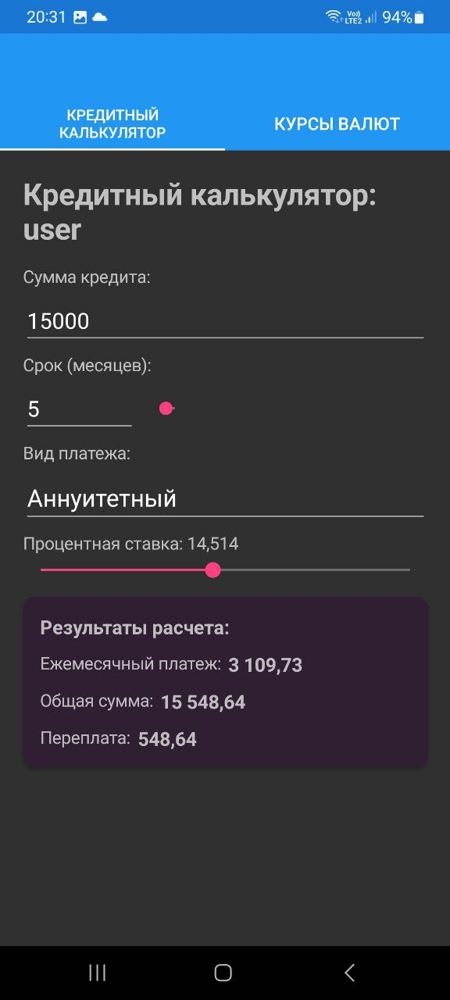 20:31 Vo)) LTE2 94%
КРЕДИТНЫЙ
КАЛЬКУЛЯТОР
КУРСЫ ВАЛЮТ
Кредитный калькулятор:
user
Сумма кредита:
15000
Срок (месяцев):
5
Вид платежа:
Аннуитетный
Процентная ставка: 14,514
Результаты расчета:
Ежемесячный платеж: 3 109,73
Общая сумма: 15 548,64
Переплата: 548,64